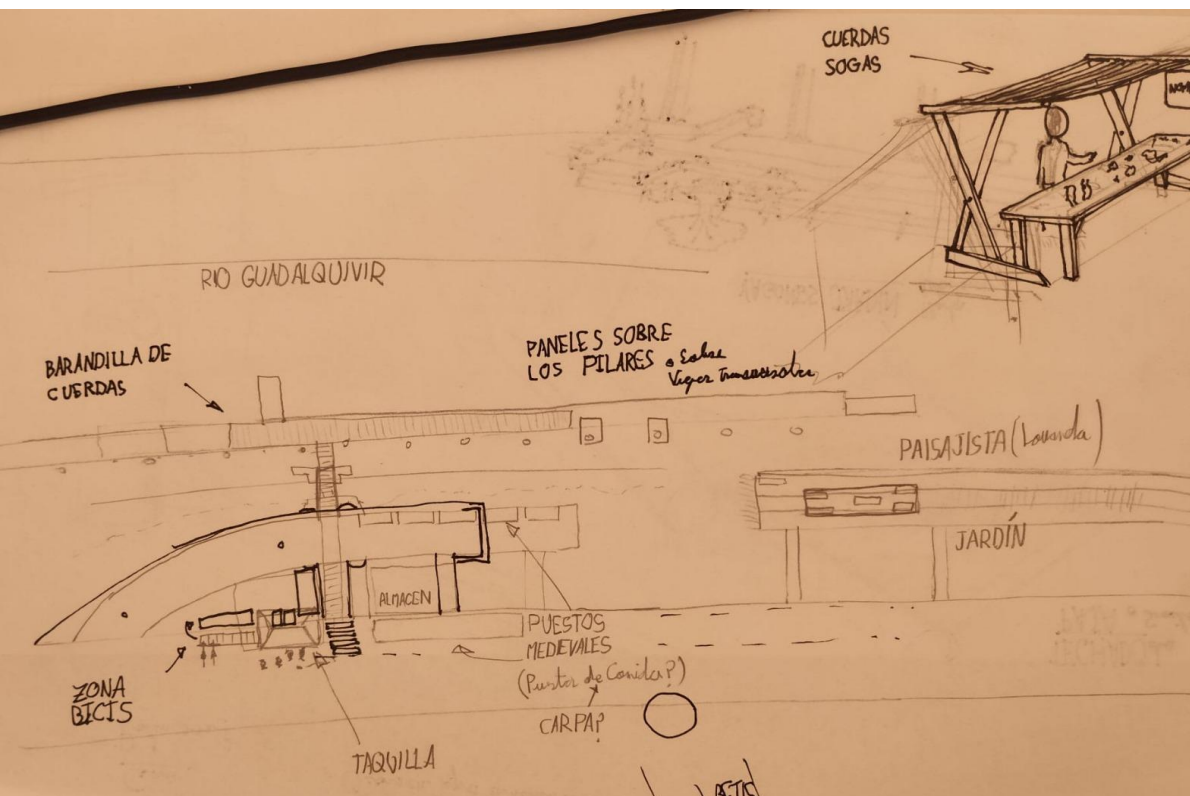 CUERDAS
SOGAS
RIO GUADALQUIVIR
BARANDILLA DE
CUERDAS
PANELES SOBRE
LOS PILARES o Sobre
PAISAJISTA (Lavanda)
JARDÍN
ALMACEN
PUESTOS
MEDIEVALES
(Puestos de Comida?)
CARPA?
ZONA
BICIS
TAQUILLA